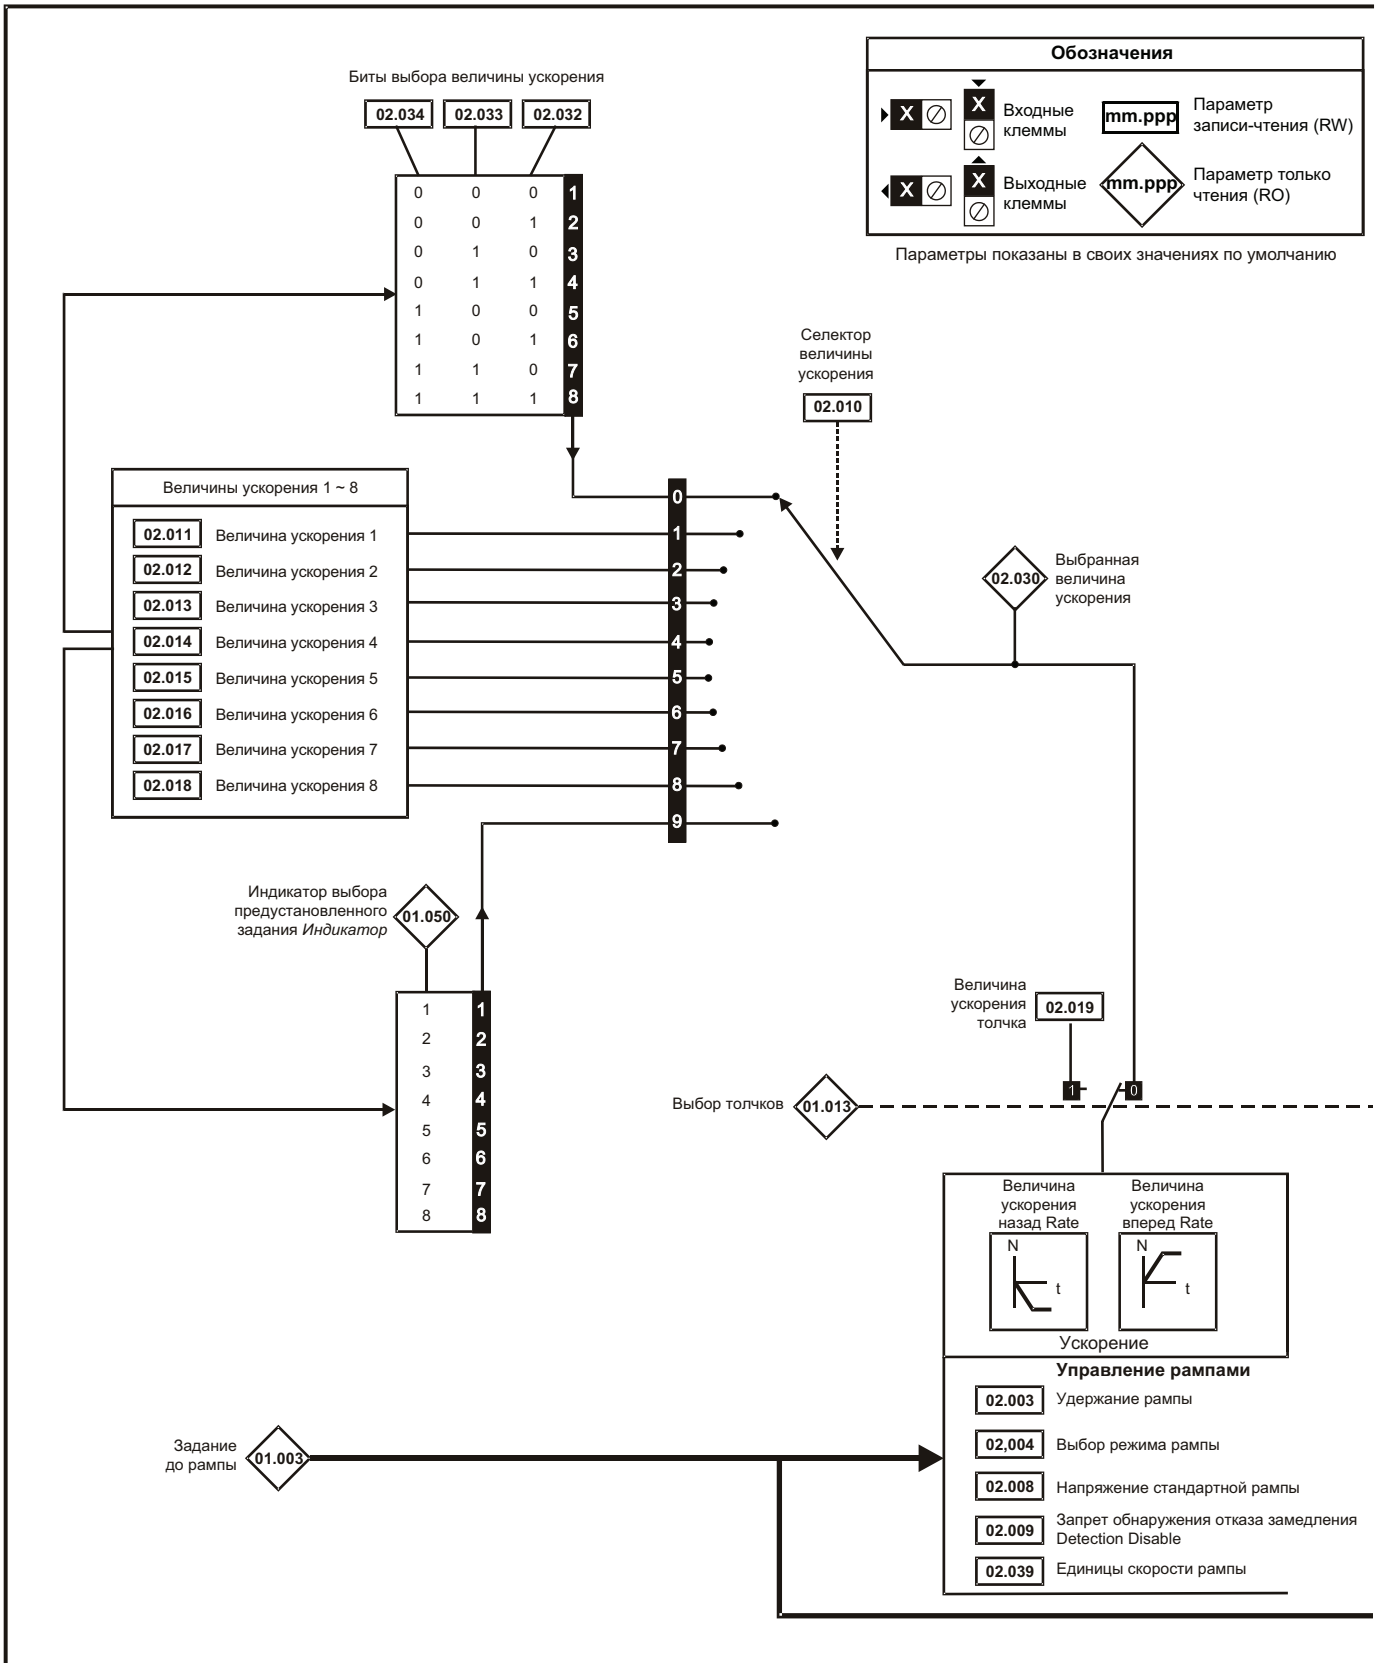 Обозначения
X
X
Входные
клеммы
mm.ppp
Параметр
записи-чтения (RW)
X
X
Выходные
клеммы
mm.ppp
Параметр только
чтения (RO)
Параметры показаны в своих значениях по умолчанию
Биты выбора величины ускорения
02.034 02.033 02.032
0 0 0 1
0 0 1 2
0 1 0 3
0 1 1 4
1 0 0 5
1 0 1 6
1 1 0 7
1 1 1 8
Селектор
величины
ускорения
02.010
Величины ускорения 1 ~ 8
02.011 Величина ускорения 1
02.012 Величина ускорения 2
02.013 Величина ускорения 3
02.014 Величина ускорения 4
02.015 Величина ускорения 5
02.016 Величина ускорения 6
02.017 Величина ускорения 7
02.018 Величина ускорения 8
0
1
2
3
4
5
6
7
8
9
02.030
Выбранная
величина
ускорения
Индикатор выбора
предустановленного
задания Индикатор
01.050
1 1
2 2
3 3
4 4
5 5
6 6
7 7
8 8
Величина
ускорения
толчка
02.019
1 0
Выбор толчков
01.013
Величина
ускорения
назад Rate
N
t
Величина
ускорения
вперед Rate
N
t
Ускорение
Управление рампами
02.003 Удержание рампы
02,004 Выбор режима рампы
02.008 Напряжение стандартной рампы
02.009 Запрет обнаружения отказа замедления
Detection Disable
02.039 Единицы скорости рампы
Задание
до рампы
01.003